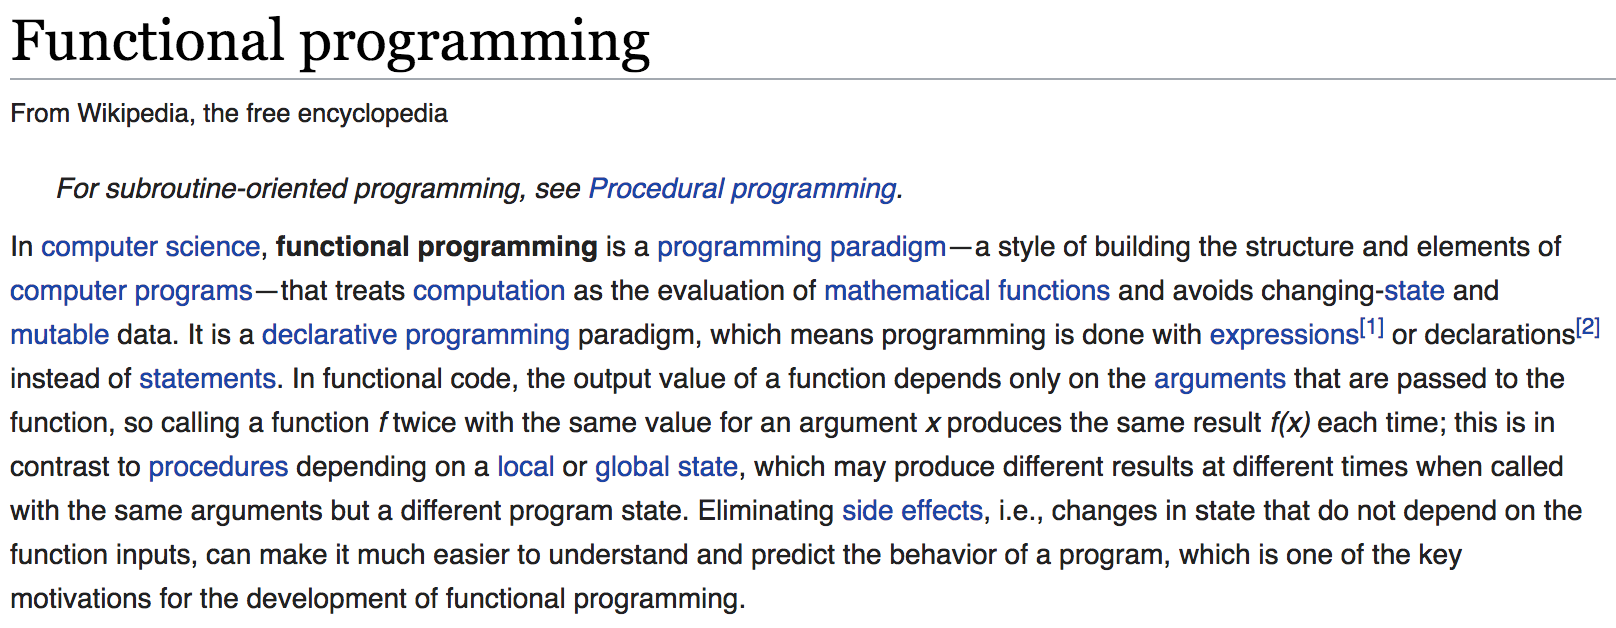 Functional programming
From Wikipedia, the free encyclopedia
For subroutine-oriented programming, see Procedural programming.
In computer science, functional programming is a programming paradigm—a style of building the structure and elements of
computer programs—that treats computation as the evaluation of mathematical functions and avoids changing-state and
mutable data. It is a declarative programming paradigm, which means programming is done with expressions[1] or declarations[2]
instead of statements. In functional code, the output value of a function depends only on the arguments that are passed to the
function, so calling a function f twice with the same value for an argument x produces the same result f(x) each time; this is in
contrast to procedures depending on a local or global state, which may produce different results at different times when called
with the same arguments but a different program state. Eliminating side effects, i.e., changes in state that do not depend on the
function inputs, can make it much easier to understand and predict the behavior of a program, which is one of the key
motivations for the development of functional programming.